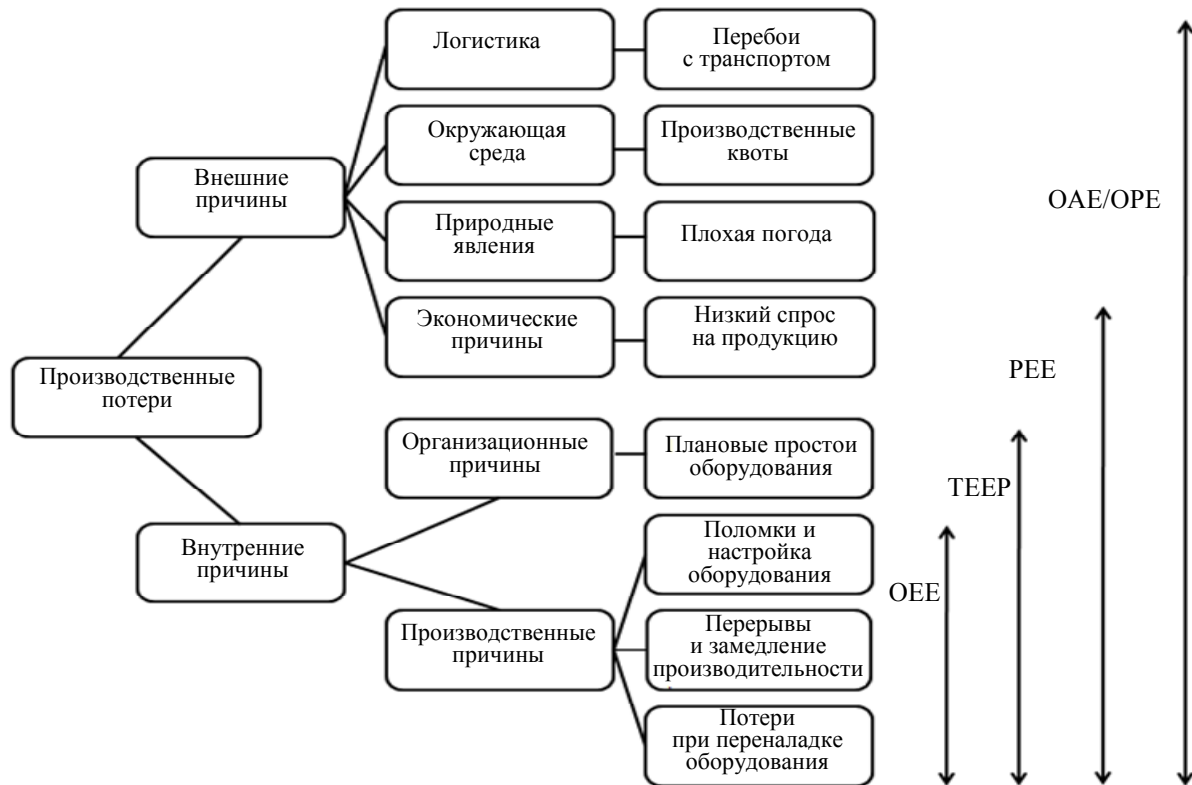 Логистика
Перебои
с транспортом
Окружающая
среда
Производственные
квоты
Внешние
причины
OAE/OPE
Природные
явления
Плохая погода
Экономические
причины
Низкий спрос
на продукцию
Производственные
потери
PEE
Организационные
причины
Плановые простои
оборудования
TEEP
Внутренние
причины
Поломки и
настройка
оборудования
OEE
Производственные
причины
Перерывы
и замедление
производительности
Потери
при переналадке
оборудования